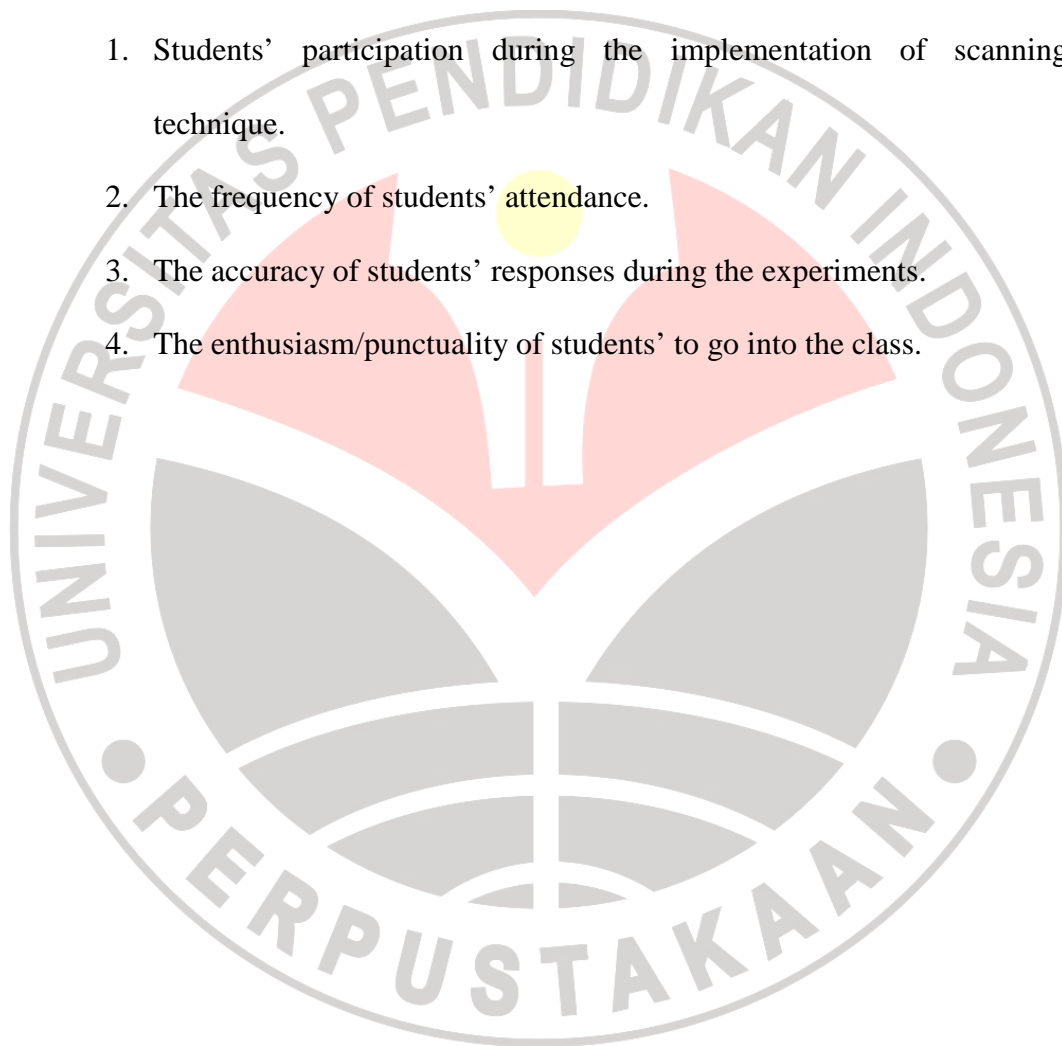 1. Students’ participation during the implementation of scanning
technique.
2. The frequency of students’ attendance.
3. The accuracy of students’ responses during the experiments.
4. The enthusiasm/punctuality of students’ to go into the class.
UNIVERSITAS PENDIDIKAN INDONESIA
PERPUSTAKAAN